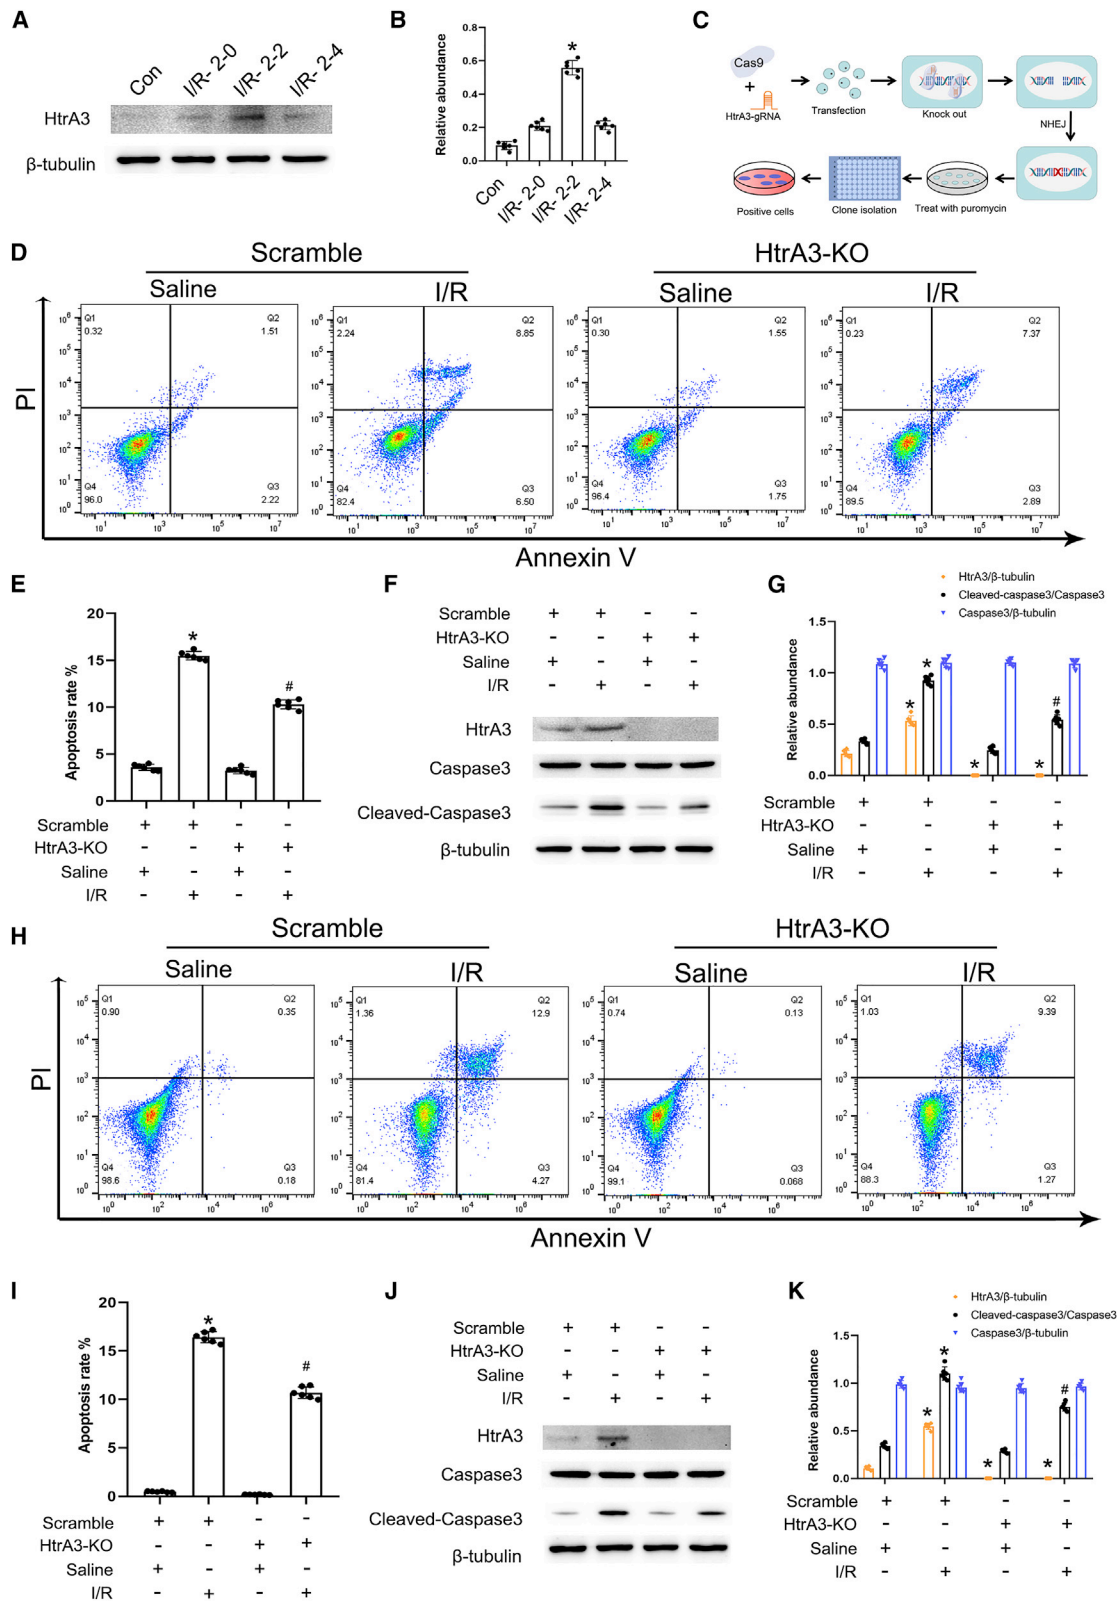 A
Con
I/R- 2-0
I/R- 2-2
I/R- 2-4
HtrA3
β-tubulin
B
Relative abundance
0.8
0.6
0.4
0.2
0.0
*
Con
I/R- 2-0
I/R- 2-2
I/R- 2-4
C
Cas9
+
HtrA3-gRNA
Transfection
Knock out
NHEJ
Positive cells
Clone isolation
Treat with puromycin
D
Scramble
HtrA3-KO
Saline
I/R
Saline
I/R
PI
Q1
0.32
Q2
1.51
Q4
96.0
Q3
2.22
Q1
2.24
Q2
8.85
Q4
82.4
Q3
6.50
Q1
0.30
Q2
1.55
Q4
96.4
Q3
1.75
Q1
0.23
Q2
7.37
Q4
89.5
Q3
2.89
Annexin V
E
Apoptosis rate %
20
15
10
5
0
*
#
Scramble + + - -
HtrA3-KO - - + +
Saline + - + -
I/R - + - +
F
Scramble + + - -
HtrA3-KO - - + +
Saline + - + -
I/R - + - +
HtrA3
Caspase3
Cleaved-Caspase3
β-tubulin
G
HtrA3/β-tubulin
Cleaved-caspase3/Caspase3
Caspase3/β-tubulin
Relative abundance
1.5
1.0
0.5
0.0
* * * * #
Scramble + + - -
HtrA3-KO - - + +
Saline + - + -
I/R - + - +
H
Scramble
HtrA3-KO
Saline
I/R
Saline
I/R
PI
Q1
0.90
Q2
0.35
Q4
98.6
Q3
0.18
Q1
1.36
Q2
12.9
Q4
81.4
Q3
4.27
Q1
0.74
Q2
0.13
Q4
99.1
Q3
0.068
Q1
1.03
Q2
9.39
Q4
88.3
Q3
1.27
Annexin V
I
Apoptosis rate %
20
15
10
5
0
*
#
Scramble + + - -
HtrA3-KO - - + +
Saline + - + -
I/R - + - +
J
Scramble + + - -
HtrA3-KO - - + +
Saline + - + -
I/R - + - +
HtrA3
Caspase3
Cleaved-Caspase3
β-tubulin
K
HtrA3/β-tubulin
Cleaved-caspase3/Caspase3
Caspase3/β-tubulin
Relative abundance
1.5
1.0
0.5
0.0
* * * * #
Scramble + + - -
HtrA3-KO - - + +
Saline + - + -
I/R - + - +